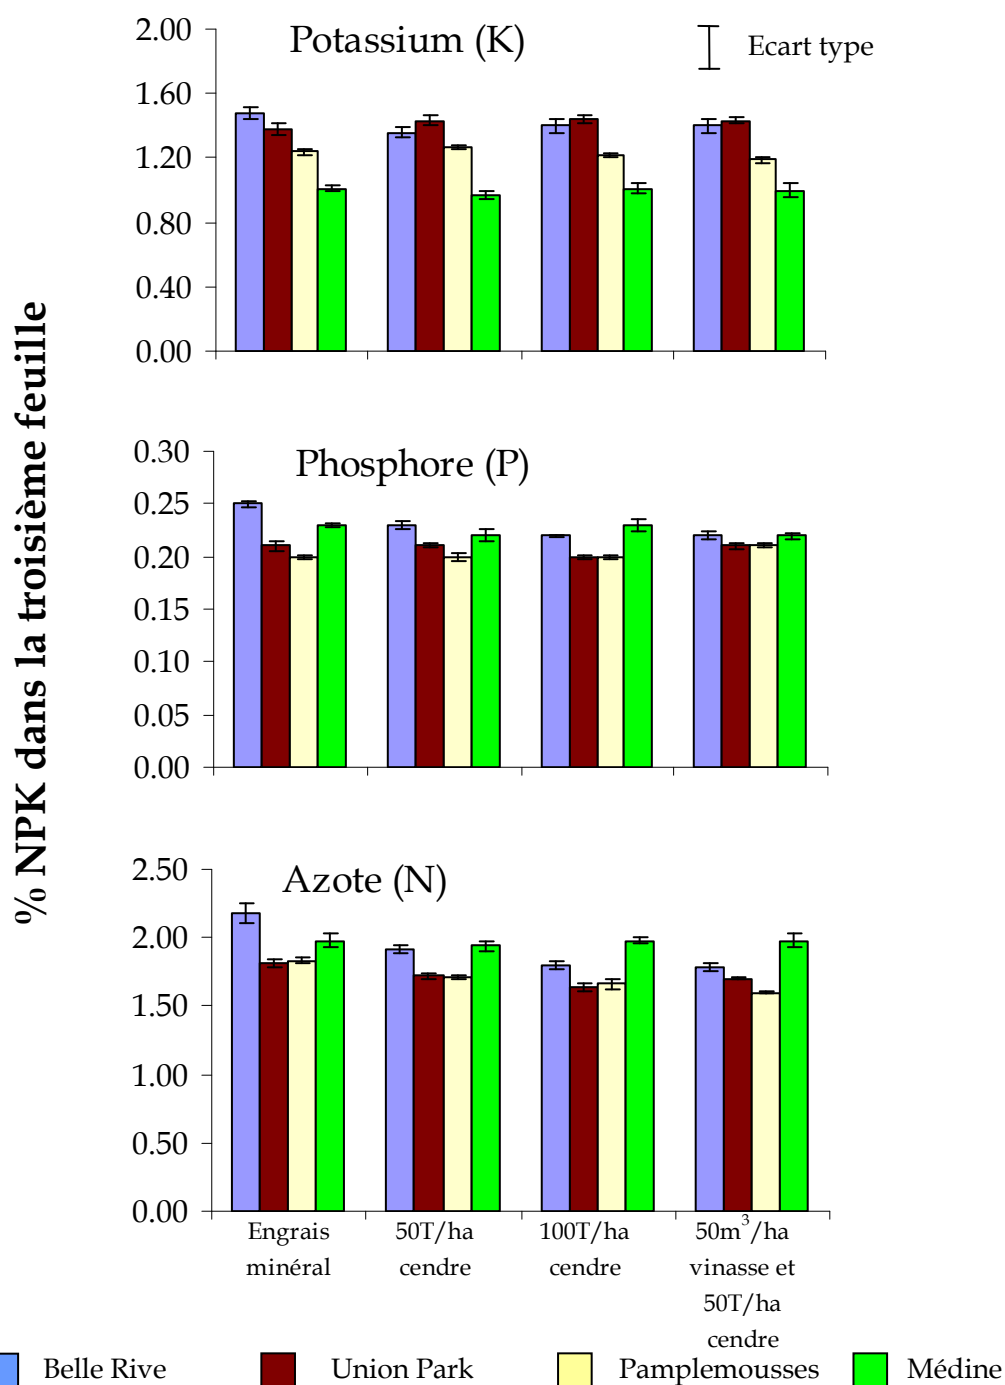 % NPK dans la troisième feuille
Potassium (K)
Ecart type
2.00
1.60
1.20
0.80
0.40
0.00
Phosphore (P)
0.30
0.25
0.20
0.15
0.10
0.05
0.00
Azote (N)
2.50
2.00
1.50
1.00
0.50
0.00
Engrais minéral
50T/ha cendre
100T/ha cendre
50m³/ha vinasse et 50T/ha cendre
Belle Rive
Union Park
Pamplemousses
Médine